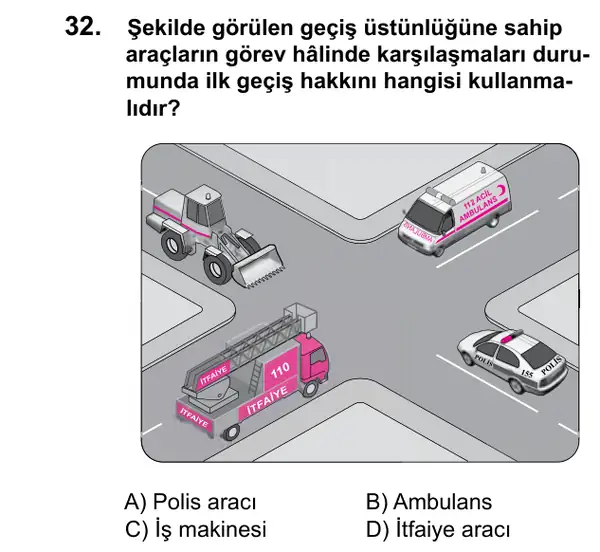 32. Şekilde görülen geçiş üstünlüğüne sahip
araçların görev hâlinde karşılaşmaları duru-
munda ilk geçiş hakkını hangisi kullanma-
lıdır?
112 ACİL
AMBULANS
AMBULANS
İTFAİYE
110
İTFAİYE
İTFAİYE
POLİS
155
POLİS
A) Polis aracı
B) Ambulans
C) İş makinesi
D) İtfaiye aracı